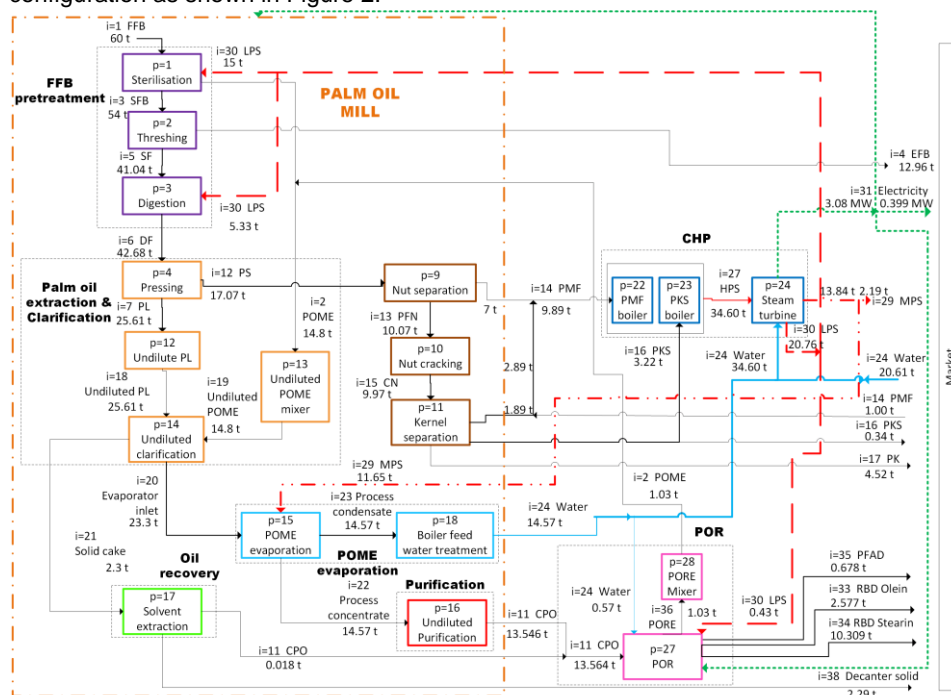 configuration as shown in Figure 2.
i=1 FFB
60 t
i=30 LPS
15 t
p=1
Sterilisation
FFB
pretreatment
PALM OIL
MILL
i=3 SFB
54 t
p=2
Threshing
i=5 SF
41.04 t
i=4 EFB
12.96 t
p=3
Digestion
i=30 LPS
5.33 t
i=31 Electricity
3.08 MW
0.399 MW
i=6 DF
42.68 t
CHP
Palm oil
extraction &
Clarification
p=4
Pressing
i=12 PS
17.07 t
i=7 PL
25.61 t
i=2
POME
14.8 t
p=9
Nut separation
7 t
i=14 PMF
9.89 t
p=22
PMF
boiler
p=23
PKS
boiler
i=27
HPS
34.60 t
p=24
Steam
turbine
13.84 t
2.19 t
i=29 MPS
i=30 LPS
20.76 t
i=13 PFN
10.07 t
p=12
Undilute PL
p=13
Undiluted
POME
mixer
p=10
Nut cracking
i=16 PKS
3.22 t
i=24 Water
34.60 t
i=24 Water
20.61 t
2.89 t
i=18
Undiluted PL
25.61 t
i=19
Undiluted
POME
14.8 t
i=15 CN
9.97 t
p=14
Undiluted
clarification
p=11
Kernel
separation
1.89 t
i=14 PMF
1.00 t
i=16 PKS
0.34 t
i=17 PK
4.52 t
Market
i=29 MPS
11.65 t
i=2 POME
1.03 t
i=20
Evaporator
inlet
23.3 t
i=23 Process
condensate
14.57 t
i=24 Water
14.57 t
i=21
Solid cake
2.3 t
p=15
POME
evaporation
p=18
Boiler feed
water treatment
POR
Oil
recovery
POME
evaporation
i=22
Process
concentrate
14.57 t
Purification
p=28
PORE
Mixer
i=35 PFAD
0.678 t
i=33 RBD Olein
2.577 t
i=34 RBD Stearin
10.309 t
p=17
Solvent
extraction
p=16
Undiluted
Purification
i=11 CPO
13.546 t
i=24 Water
0.57 t
i=36
PORE
1.03 t
i=30 LPS
0.43 t
i=11 CPO
0.018 t
i=11 CPO
13.564 t
p=27
POR
i=38 Decanter solid
2.29 t